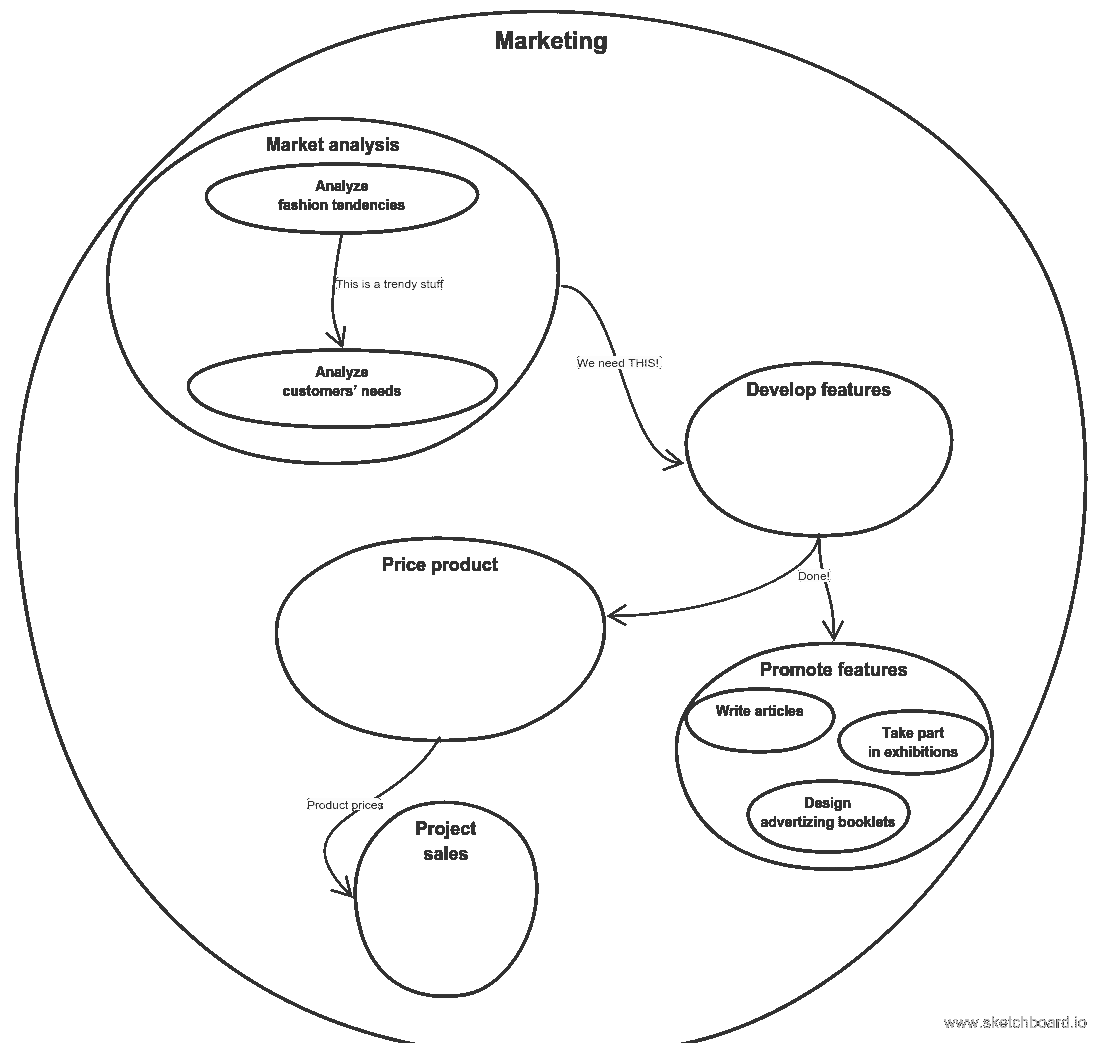 Marketing
Market analysis
Analyze
fashion tendencies
This is a trendy stuff
Analyze
customers' needs
We need THIS!
Develop features
Done!
Price product
Promote features
Write articles
Take part
in exhibitions
Design
advertizing booklets
Product prices
Project
sales
www.sketchboard.io